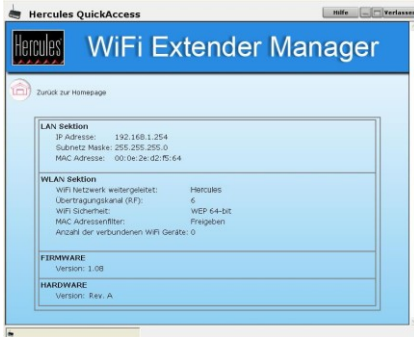 Hercules QuickAccess
Hilfe
Verlassen
Hercules
WiFi Extender Manager
Zurück zur Homepage
LAN Sektion
IP Adresse: 192.168.1.254
Subnetz Maske: 255.255.255.0
MAC Adresse: 00:0e:2e:d2:f5:64
WLAN Sektion
WiFi Netzwerk weitergeleitet: Hercules
Übertragungskanal (RF): 6
WiFi Sicherheit: WEP 64-bit
MAC Adressenfilter: Freigeben
Anzahl der verbundenen WiFi Geräte: 0
FIRMWARE
Version: 1.08
HARDWARE
Version: Rev. A